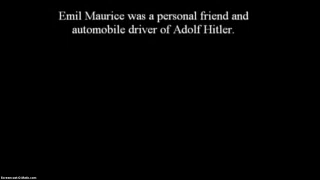 Emil Maurice was a personal friend and
automobile driver of Adolf Hitler.